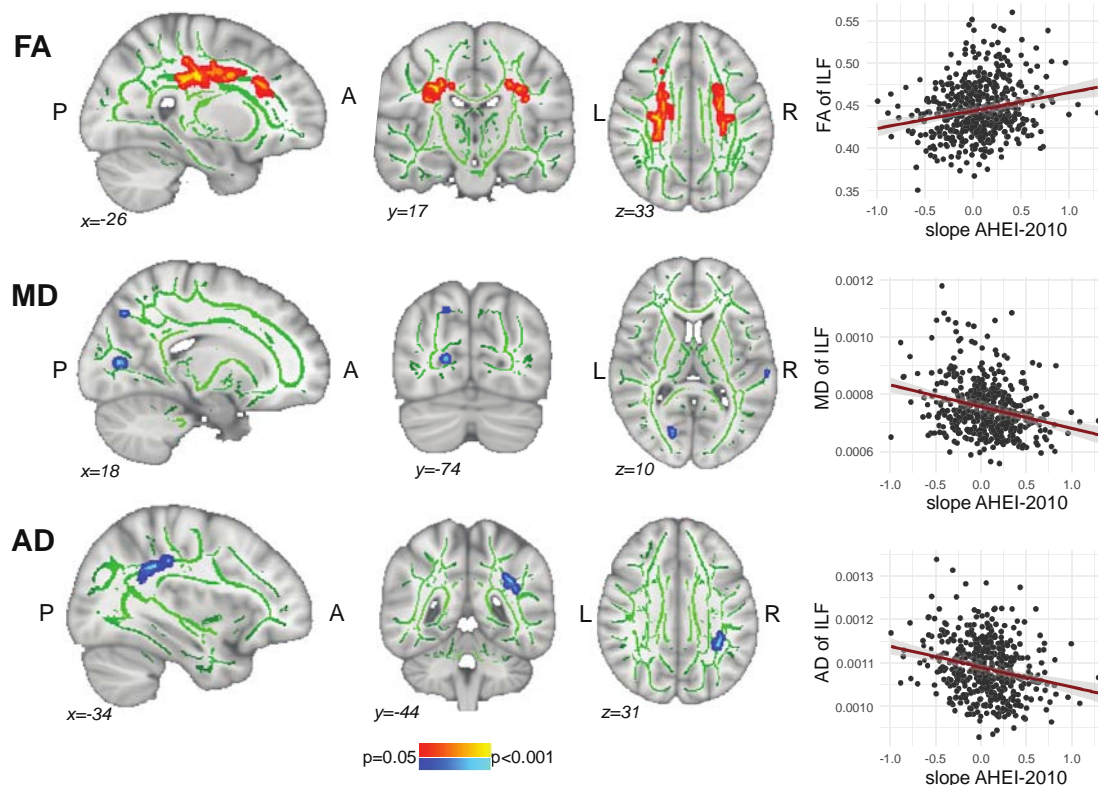 FA
P
A
L
R
x=-26
y=17
z=33
FA of ILF
0.55
0.50
0.45
0.40
0.35
-1.0 -0.5 0.0 0.5 1.0
slope AHEI-2010
MD
P
A
L
R
x=18
y=-74
z=10
MD of ILF
0.0012
0.0010
0.0008
0.0006
-1.0 -0.5 0.0 0.5 1.0
slope AHEI-2010
AD
P
A
L
R
x=-34
y=-44
z=31
AD of ILF
0.0013
0.0012
0.0011
0.0010
-1.0 -0.5 0.0 0.5 1.0
slope AHEI-2010
p=0.05 p<0.001